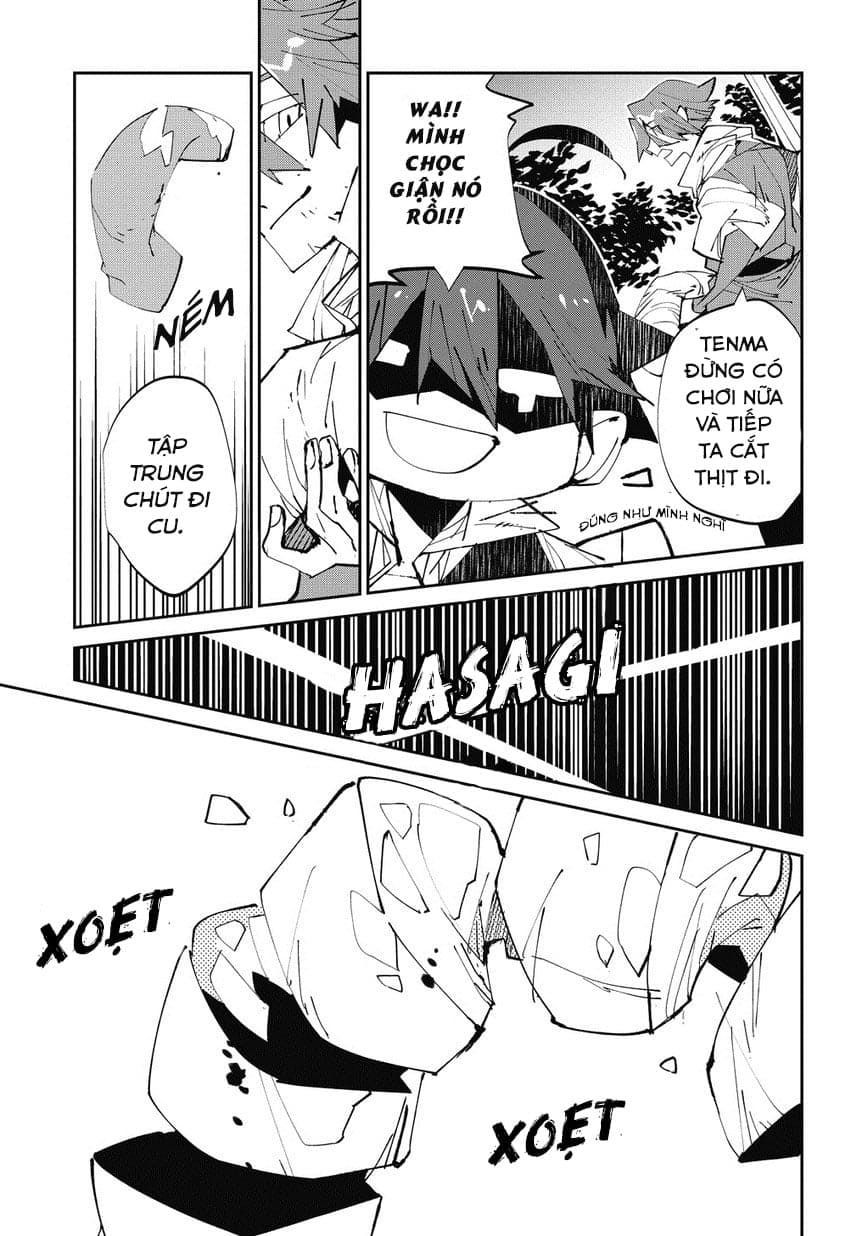 WA!!
MÌNH
CHỌC
GIẬN NÓ
RỒI!!
TENMA
ĐỪNG CÓ
CHƠI NỮA
VÀ TIẾP
TA CẮT
THỊT ĐI.
ĐÚNG NHƯ MÌNH NGHĨ
NÉM
TẬP
TRUNG
CHÚT ĐI
CU.
HASAGI
XOẸT
XOẸT